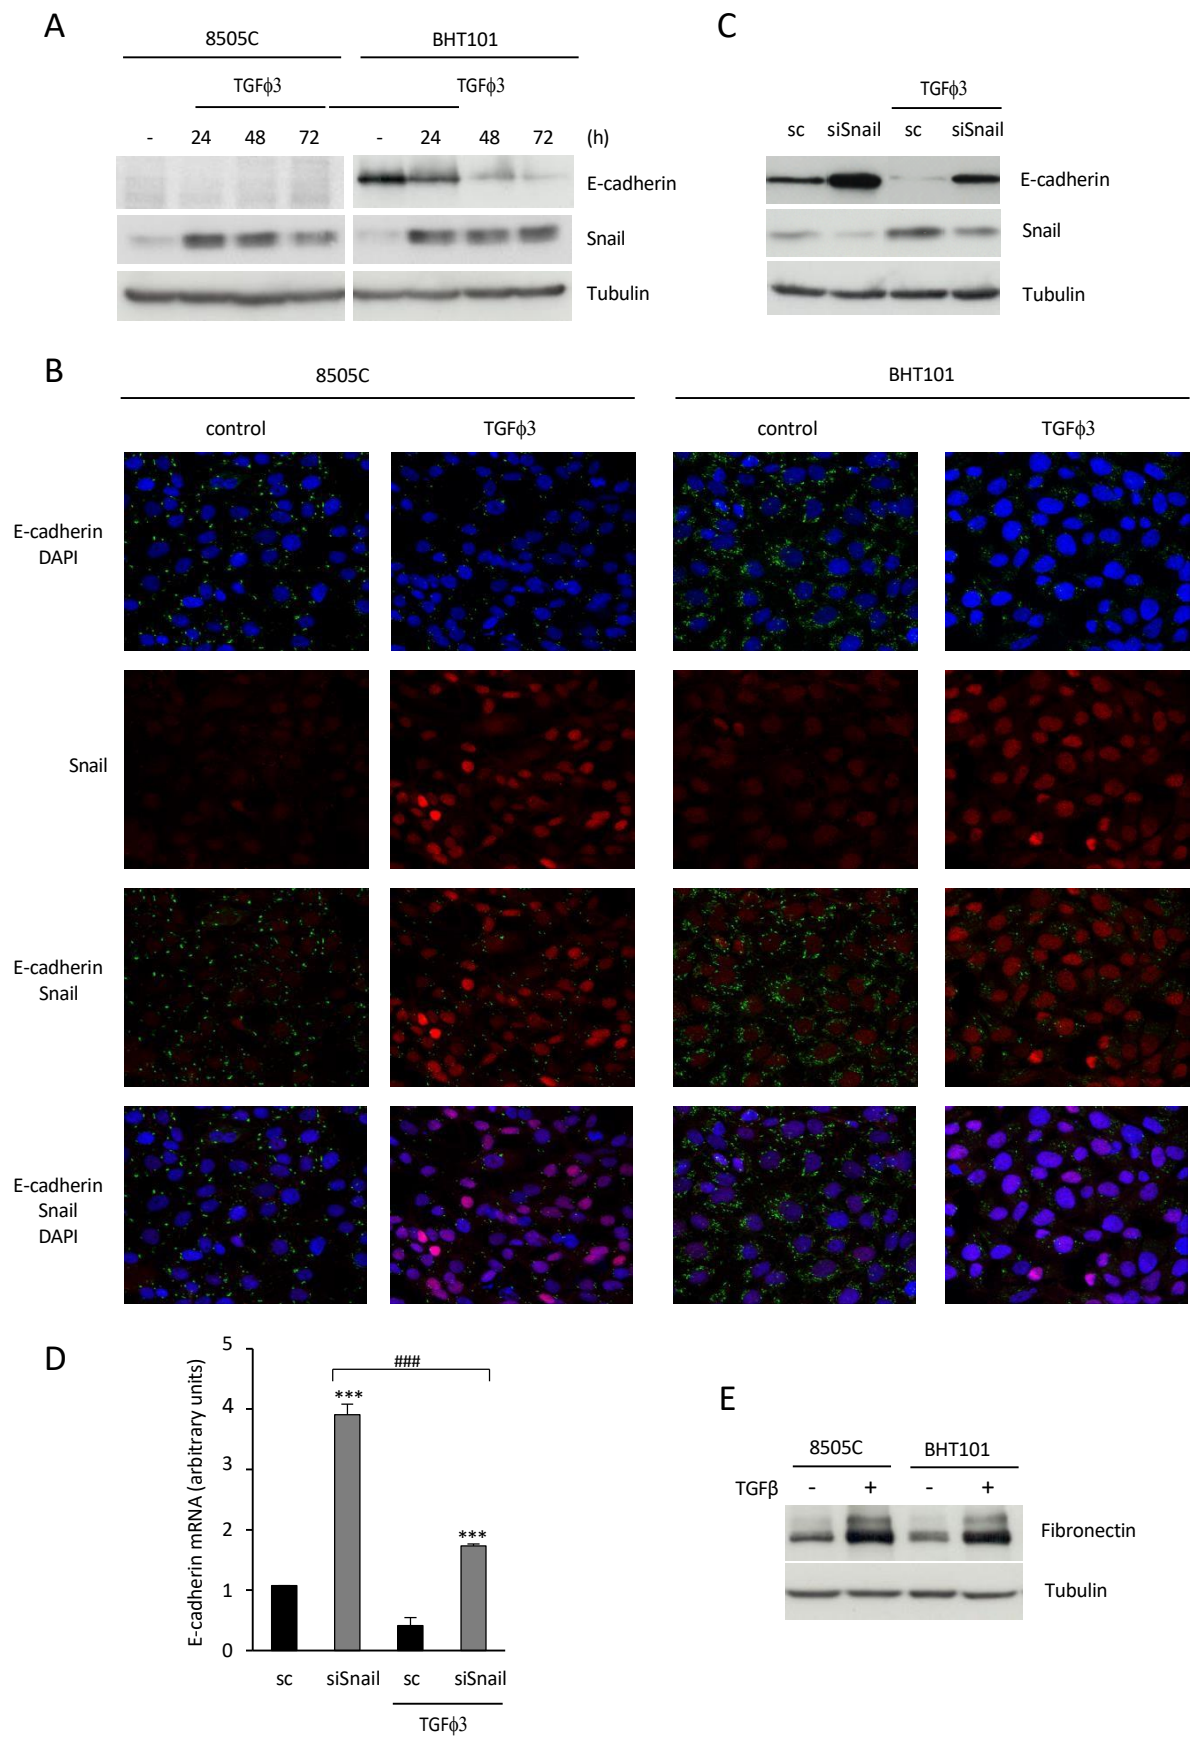 A
8505C
BHT101
TGFϕ3
TGFϕ3
- 24 48 72 - 24 48 72 (h)
E-cadherin
Snail
Tubulin
C
TGFϕ3
sc siSnail sc siSnail
E-cadherin
Snail
Tubulin
B
8505C
BHT101
control
TGFϕ3
control
TGFϕ3
E-cadherin
DAPI
Snail
E-cadherin
Snail
E-cadherin
Snail
DAPI
D
E-cadherin mRNA (arbitrary units)
5
4
3
2
1
0
###
***
***
sc siSnail sc siSnail
TGFϕ3
E
8505C
BHT101
TGFβ - + - +
Fibronectin
Tubulin